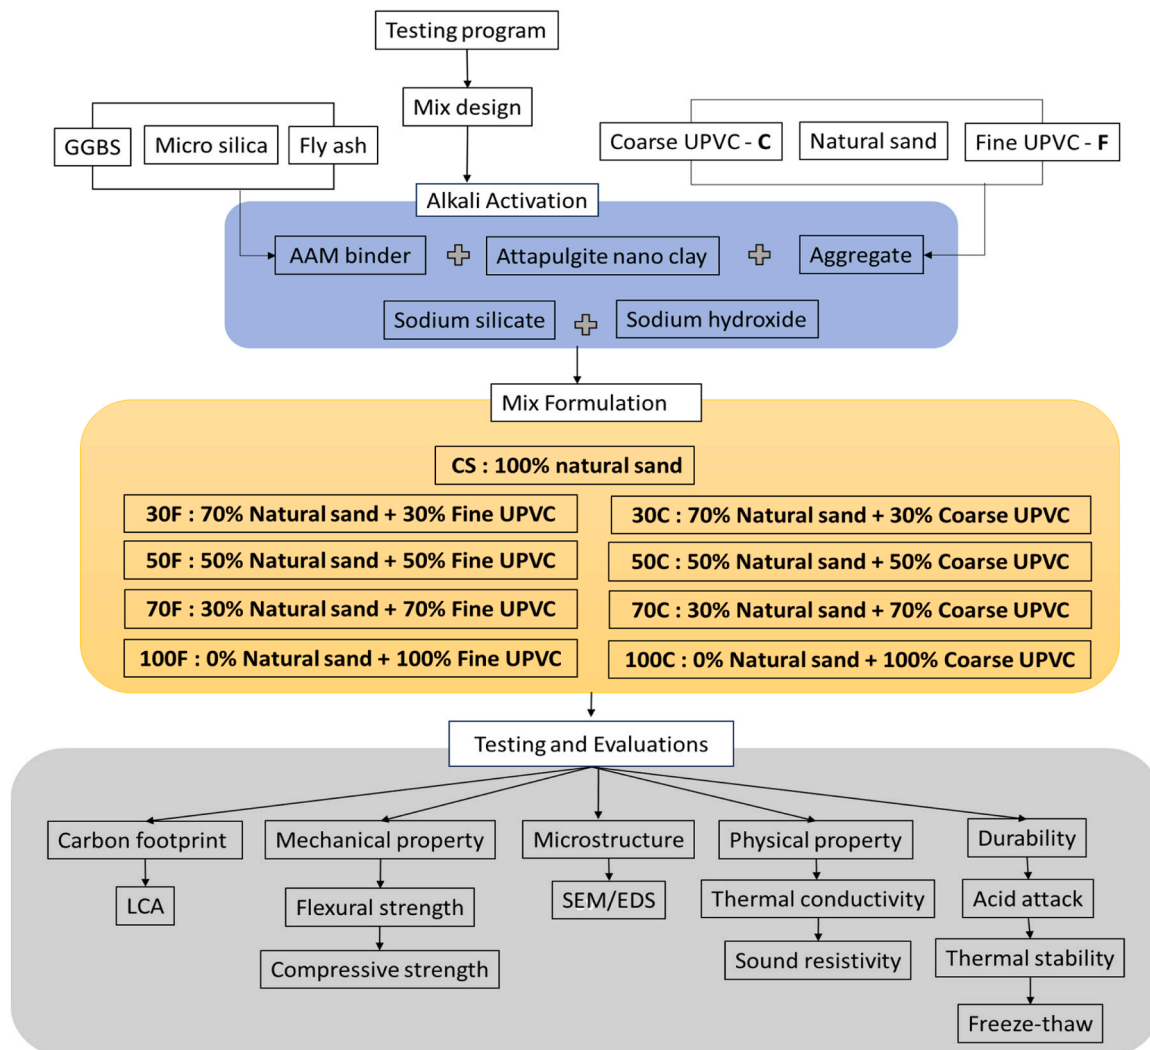 Testing program
Mix design
GGBS
Micro silica
Fly ash
Coarse UPVC - C
Natural sand
Fine UPVC - F
Alkali Activation
AAM binder
Attapulgite nano clay
Aggregate
Sodium silicate
Sodium hydroxide
Mix Formulation
CS : 100% natural sand
30F : 70% Natural sand + 30% Fine UPVC
30C : 70% Natural sand + 30% Coarse UPVC
50F : 50% Natural sand + 50% Fine UPVC
50C : 50% Natural sand + 50% Coarse UPVC
70F : 30% Natural sand + 70% Fine UPVC
70C : 30% Natural sand + 70% Coarse UPVC
100F : 0% Natural sand + 100% Fine UPVC
100C : 0% Natural sand + 100% Coarse UPVC
Testing and Evaluations
Carbon footprint
Mechanical property
Microstructure
Physical property
Durability
LCA
Flexural strength
SEM/EDS
Thermal conductivity
Acid attack
Compressive strength
Sound resistivity
Thermal stability
Freeze-thaw